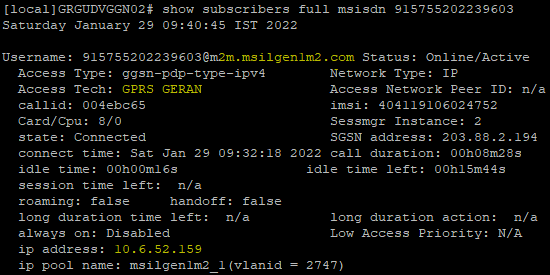 [local]GRGUDVGGN02# show subscribers full msisdn 915755202239603
Saturday January 29 09:40:45 IST 2022
Username: 915755202239603@m2m.msilgen1m2.com Status: Online/Active
Access Type: ggsn-pdp-type-ipv4 Network Type: IP
Access Tech: GPRS GERAN Access Network Peer ID: n/a
callid: 004ebc65 imsi: 404119106024752
Card/Cpu: 8/0 Sessmgr Instance: 2
state: Connected SGSN address: 203.88.2.194
connect time: Sat Jan 29 09:32:18 2022 call duration: 00h08m28s
idle time: 00h00m16s idle time left: 00h15m44s
session time left: n/a
roaming: false handoff: false
long duration time left: n/a long duration action: n/a
always on: Disabled Low Access Priority: N/A
ip address: 10.6.52.159
ip pool name: msilgen1m2_1(vlanid = 2747)